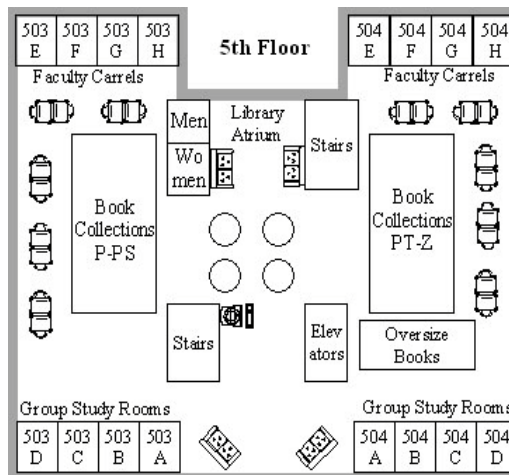 503 503 503 503
E F G H
5th Floor
504 504 504 504
E F G H
Faculty Carrels
Faculty Carrels
Men
Wo
men
Library
Atrium
Stairs
Book
Collections
P-PS
Book
Collections
PT-Z
Stairs
Elev
ators
Oversize
Books
Group Study Rooms
503 503 503 503
D C B A
Group Study Rooms
504 504 504 504
A B C D